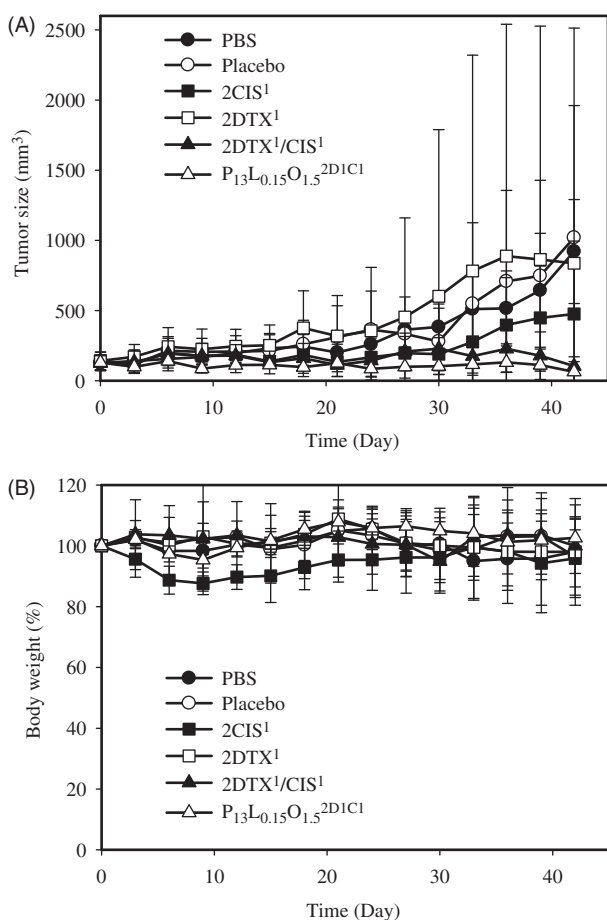 (A)
2500
2000
1500
1000
500
0
Tumor size (mm³)
PBS
Placebo
2CIS¹
2DTX¹
2DTX¹/CIS¹
P₁₃L₀.₁₅O₁.₅²ᴰ¹ᶜ¹
0 10 20 30 40
Time (Day)
(B)
120
100
80
60
40
20
0
Body weight (%)
PBS
Placebo
2CIS¹
2DTX¹
2DTX¹/CIS¹
P₁₃L₀.₁₅O₁.₅²ᴰ¹ᶜ¹
0 10 20 30 40
Time (Day)